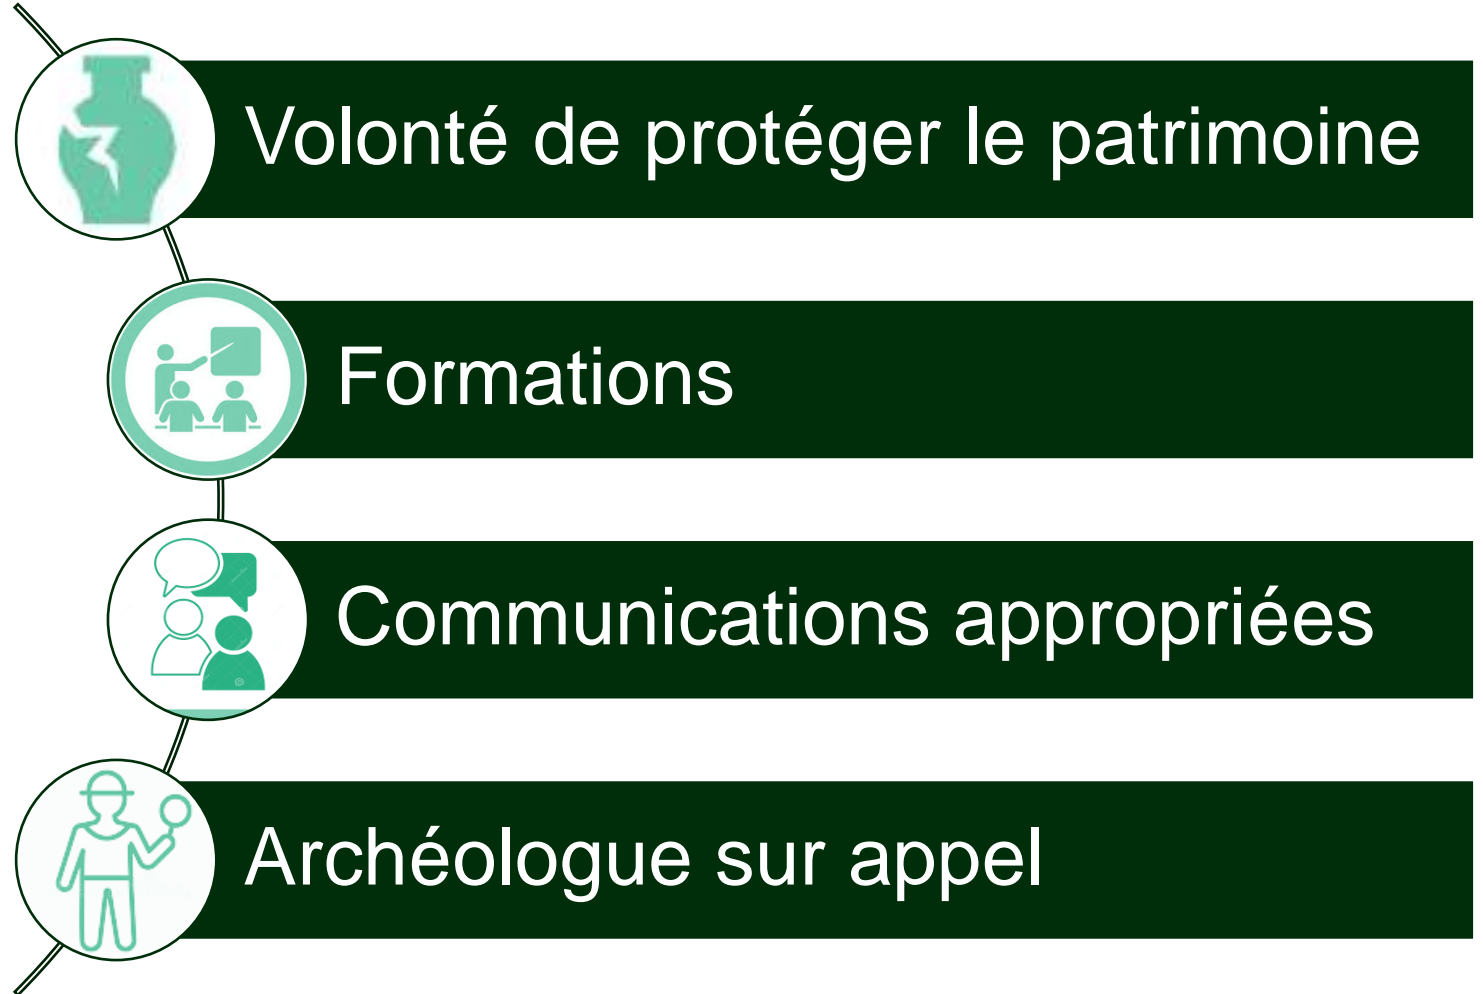 Volonté de protéger le patrimoine
Formations
Communications appropriées
Archéologue sur appel